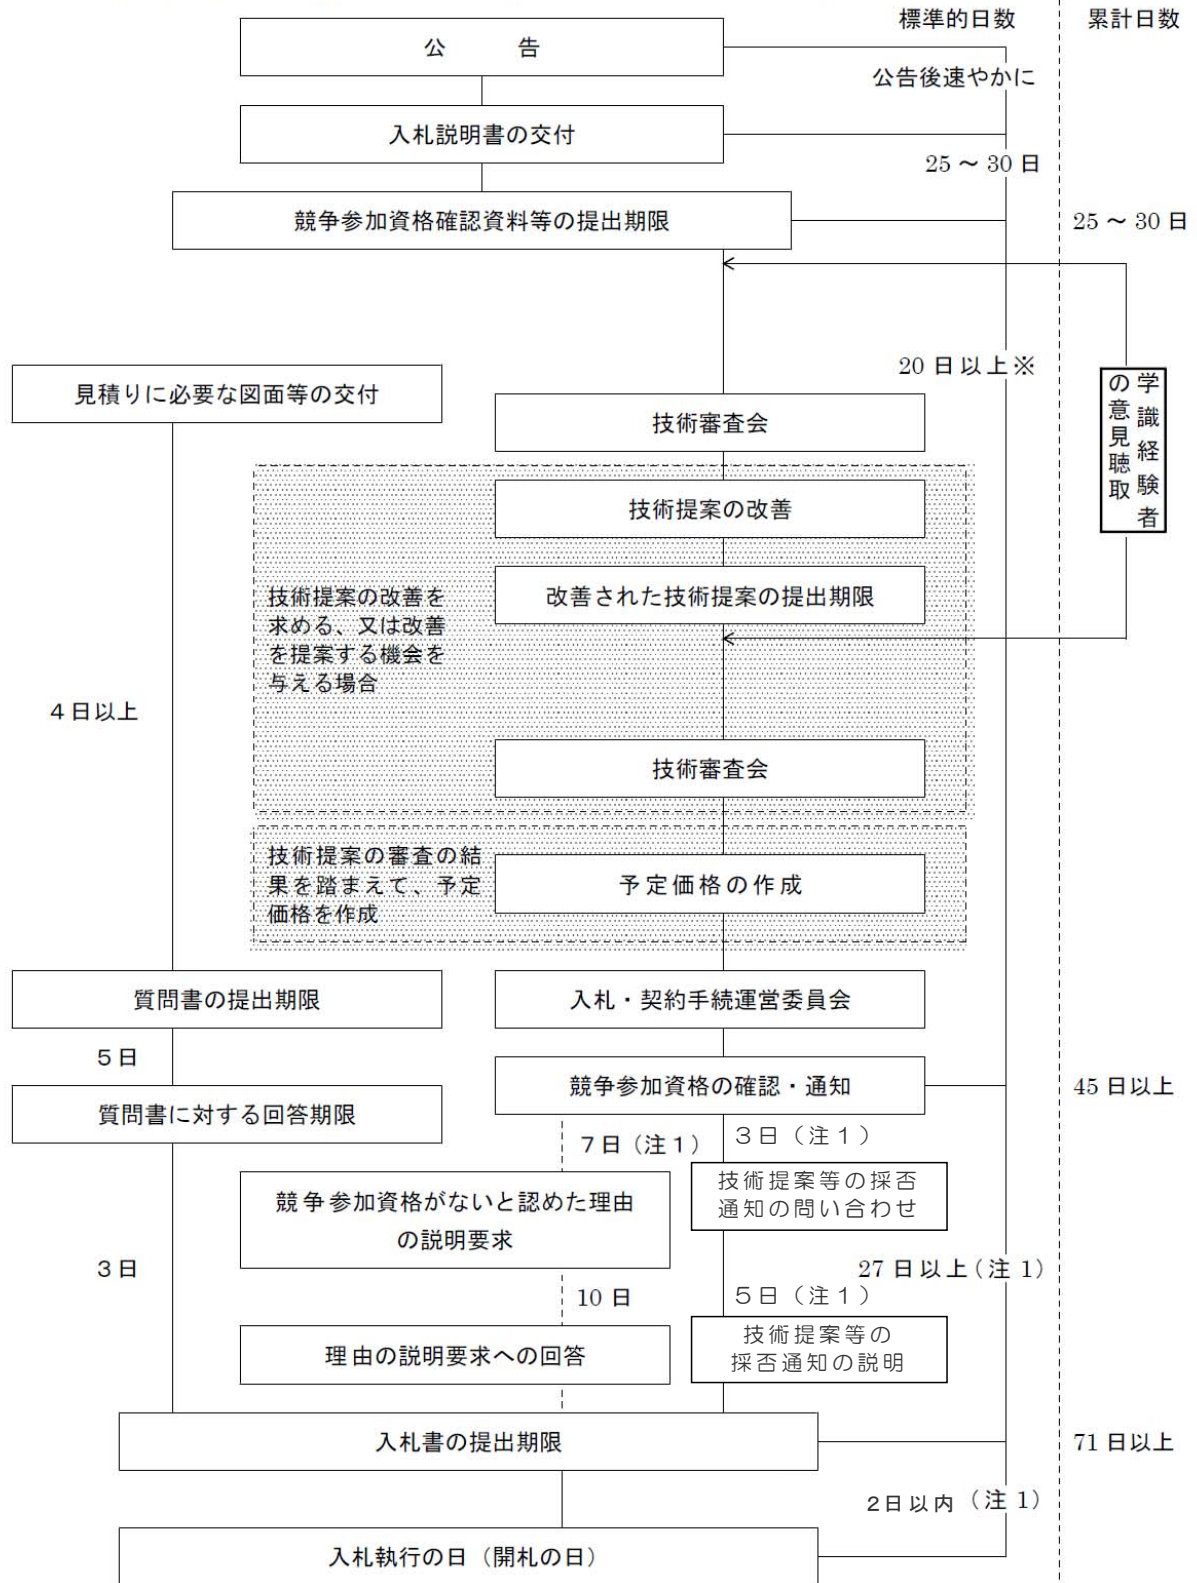 標準的日数
累計日数
公 告
公告後速やかに
入札説明書の交付
25～30日
競争参加資格確認資料等の提出期限
25～30日
20日以上※
見積りに必要な図面等の交付
学識経験者
の意見聴取
技術審査会
技術提案の改善
技術提案の改善を
求める、又は改善
を提案する機会を
与える場合
改善された技術提案の提出期限
4日以上
技術審査会
技術提案の審査の結
果を踏まえて、予定
価格を作成
予定価格の作成
質問書の提出期限
入札・契約手続運営委員会
5日
競争参加資格の確認・通知
45日以上
質問書に対する回答期限
7日（注1）
3日（注1）
競争参加資格がないと認めた理由
の説明要求
技術提案等の採否
通知の問い合わせ
3日
27日以上（注1）
10日
5日（注1）
理由の説明要求への回答
技術提案等の
採否通知の説明
入札書の提出期限
71日以上
2日以内（注1）
入札執行の日（開札の日）